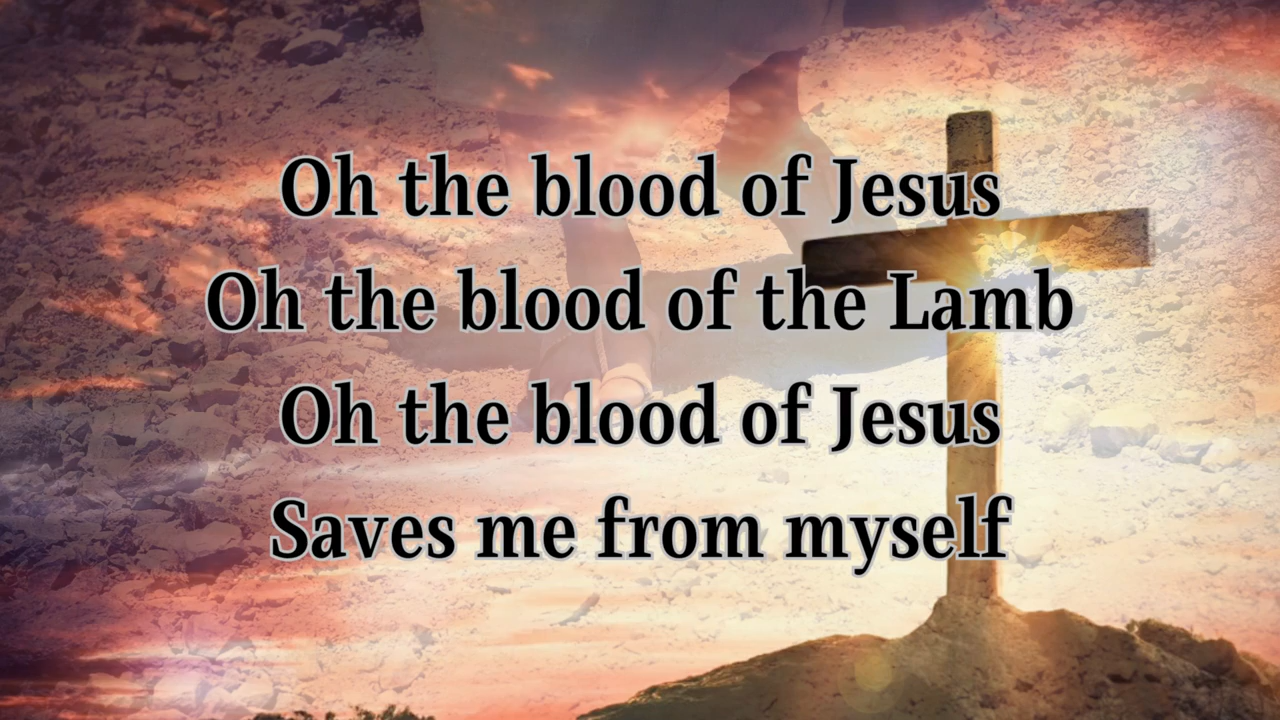 Oh the blood of Jesus
Oh the blood of the Lamb
Oh the blood of Jesus
Saves me from myself